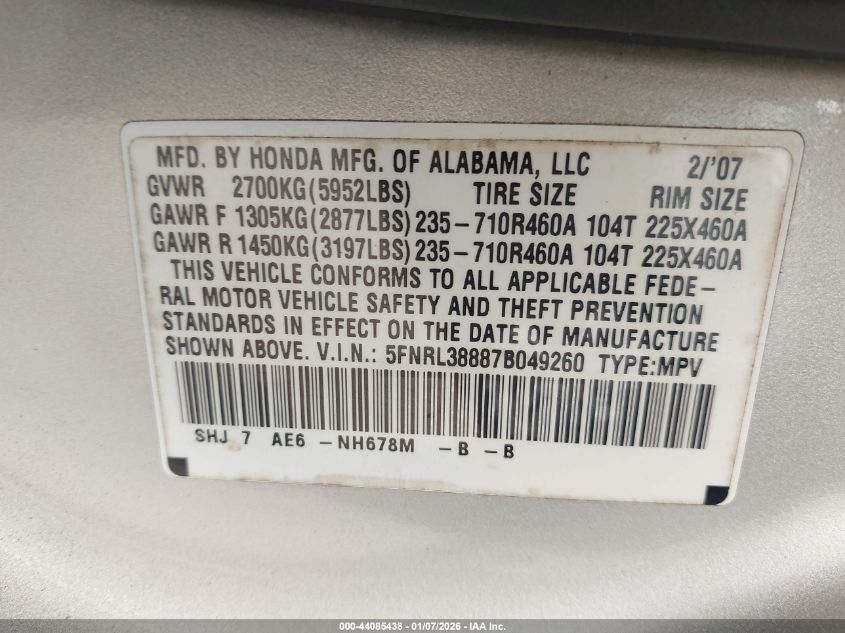 MFD. BY HONDA MFG. OF ALABAMA, LLC 2/'07
GVWR 2700KG(5952LBS) TIRE SIZE RIM SIZE
GAWR F 1305KG(2877LBS) 235-710R460A 104T 225X460A
GAWR R 1450KG(3197LBS) 235-710R460A 104T 225X460A
THIS VEHICLE CONFORMS TO ALL APPLICABLE FEDE-
RAL MOTOR VEHICLE SAFETY AND THEFT PREVENTION
STANDARDS IN EFFECT ON THE DATE OF MANUFACTURE
SHOWN ABOVE. V.I.N.: 5FNRL38887B049260 TYPE:MPV
SHJ 7 AE6 -NH678M -B -B
000-44085438 - 01/07/2026 - IAA Inc.